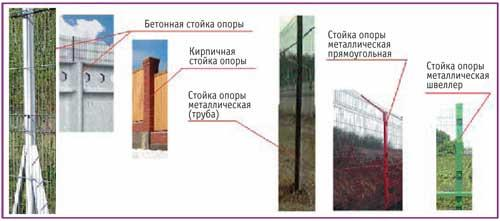 Бетонная стойка опоры
Кирпичная
стойка опоры
Стойка опоры
металлическая
(труба)
Стойка опоры
металлическая
прямоугольная
Стойка опоры
металлическая
швеллер